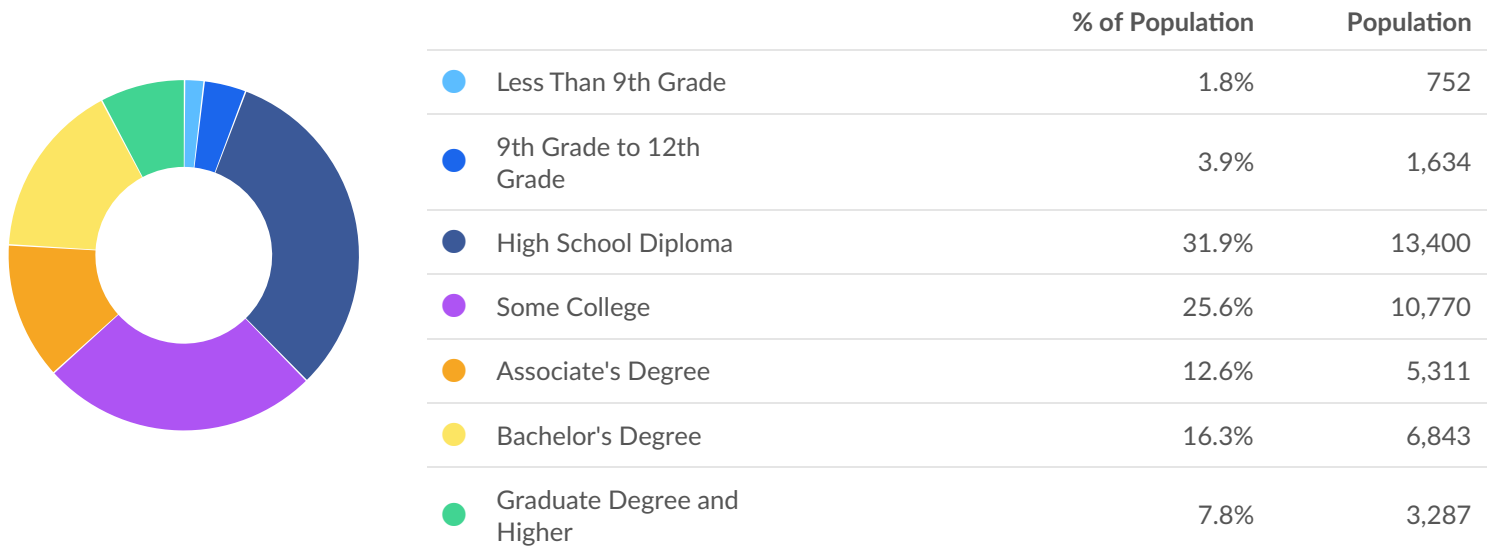 % of Population Population
Less Than 9th Grade 1.8% 752
9th Grade to 12th
Grade 3.9% 1,634
High School Diploma 31.9% 13,400
Some College 25.6% 10,770
Associate's Degree 12.6% 5,311
Bachelor's Degree 16.3% 6,843
Graduate Degree and
Higher 7.8% 3,287